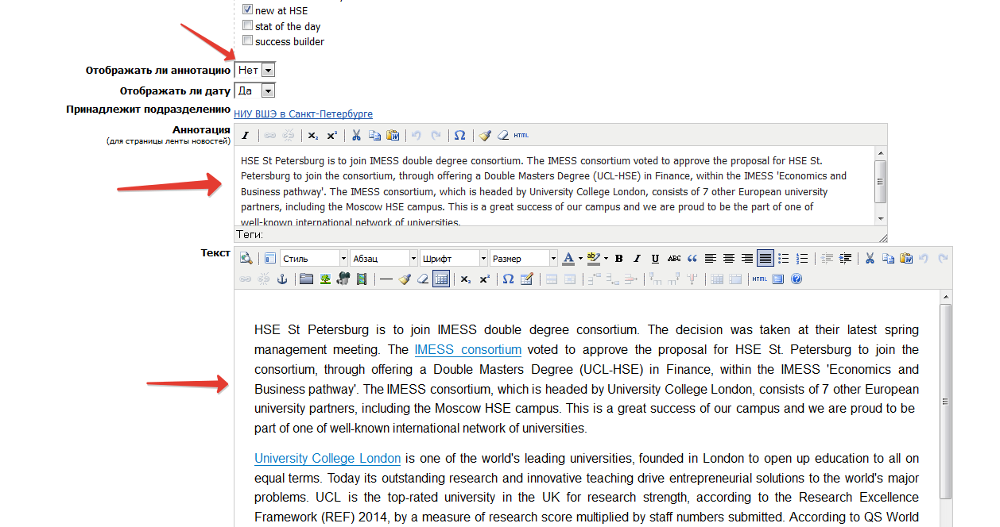 new at HSE
stat of the day
success builder
Отображать ли аннотацию Нет
Отображать ли дату Да
Принадлежит подразделению НИУ ВШЭ в Санкт-Петербурге
Аннотация
(для страницы ленты новостей)
I x₂ x² Ω HTML
HSE St Petersburg is to join IMESS double degree consortium. The IMESS consortium voted to approve the proposal for HSE St.
Petersburg to join the consortium, through offering a Double Masters Degree (UCL-HSE) in Finance, within the IMESS 'Economics and
Business pathway'. The IMESS consortium, which is headed by University College London, consists of 7 other European university
partners, including the Moscow HSE campus. This is a great success of our campus and we are proud to be the part of one of
well-known international network of universities.
Теги:
Текст
Стиль Абзац Шрифт Размер A ab B I U ABC
x₂ x² Ω HTML
HSE St Petersburg is to join IMESS double degree consortium. The decision was taken at their latest spring
management meeting. The IMESS consortium voted to approve the proposal for HSE St. Petersburg to join the
consortium, through offering a Double Masters Degree (UCL-HSE) in Finance, within the IMESS 'Economics and
Business pathway'. The IMESS consortium, which is headed by University College London, consists of 7 other European
university partners, including the Moscow HSE campus. This is a great success of our campus and we are proud to be
part of one of well-known international network of universities.
University College London is one of the world's leading universities, founded in London to open up education to all on
equal terms. Today its outstanding research and innovative teaching drive entrepreneurial solutions to the world's major
problems. UCL is the top-rated university in the UK for research strength, according to the Research Excellence
Framework (REF) 2014, by a measure of research score multiplied by staff numbers submitted. According to QS World